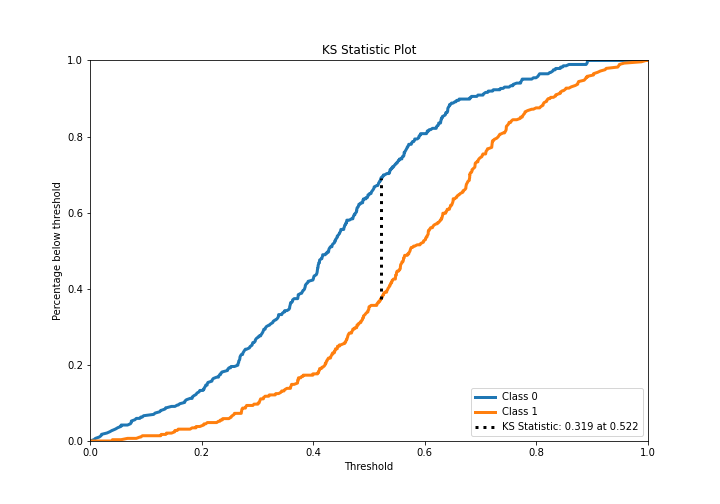 KS Statistic Plot
Percentage below threshold
1.0
0.8
0.6
0.4
0.2
0.0
Class 0
Class 1
KS Statistic: 0.319 at 0.522
0.0 0.2 0.4 0.6 0.8 1.0
Threshold